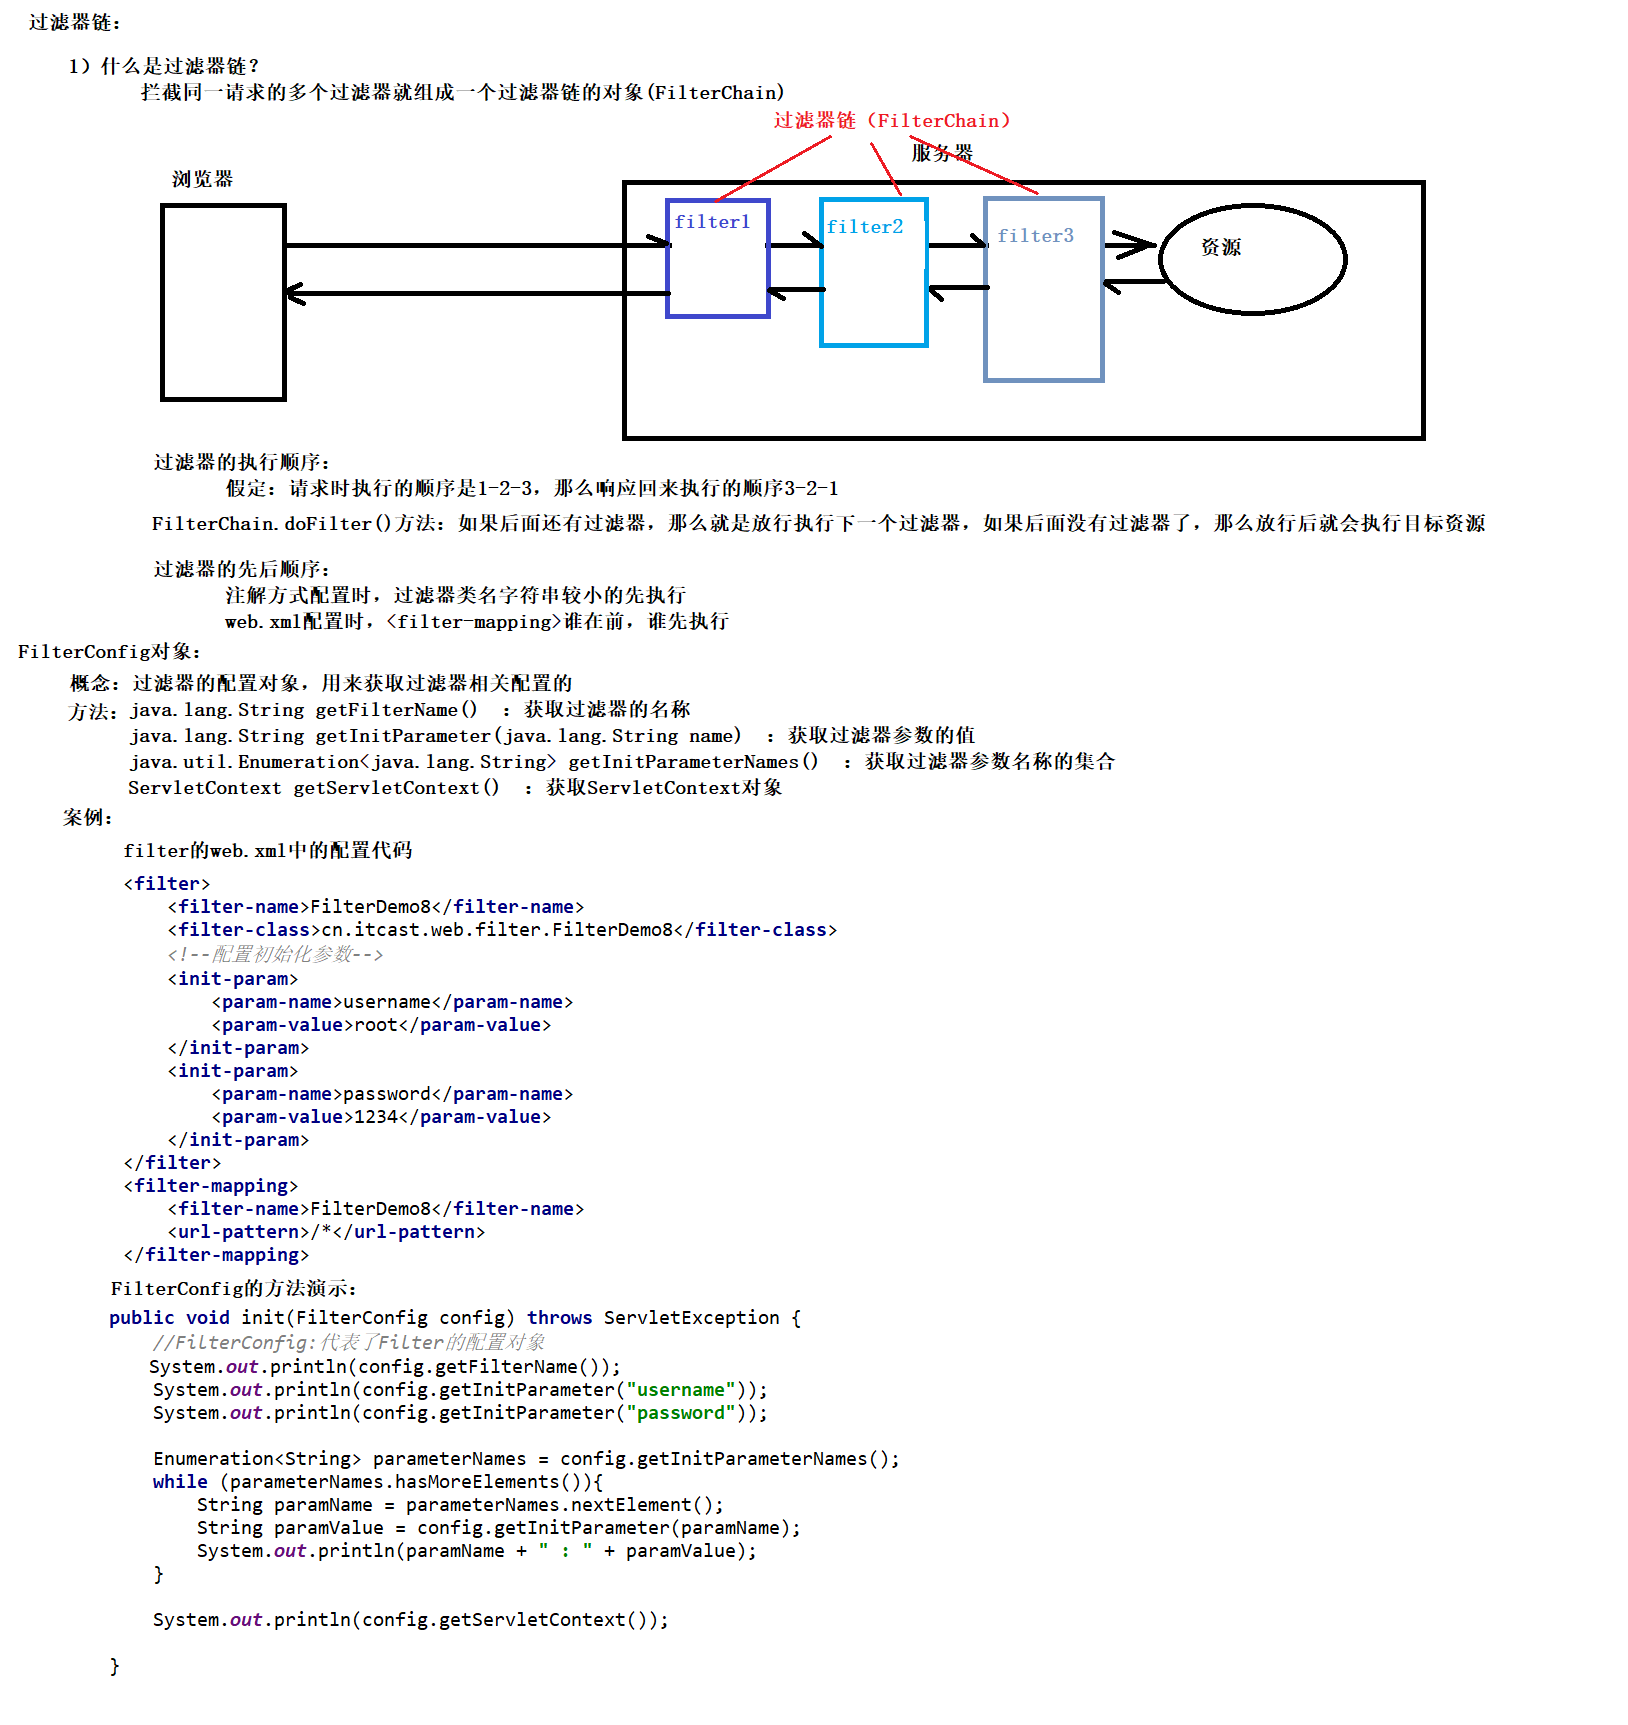 过滤器链：
1）什么是过滤器链？
拦截同一请求的多个过滤器就组成一个过滤器链的对象(FilterChain)
过滤器链（FilterChain）
服务器
浏览器
filter1
filter2
filter3
资源
过滤器的执行顺序：
假定：请求时执行的顺序是1-2-3，那么响应回来执行的顺序3-2-1
FilterChain.doFilter()方法：如果后面还有过滤器，那么就是放行执行下一个过滤器，如果后面没有过滤器了，那么放行后就会执行目标资源
过滤器的先后顺序：
注解方式配置时，过滤器类名字符串较小的先执行
web.xml配置时，<filter-mapping>谁在前，谁先执行
FilterConfig对象：
概念：过滤器的配置对象，用来获取过滤器相关配置的
方法：java.lang.String getFilterName() ：获取过滤器的名称
java.lang.String getInitParameter(java.lang.String name) ：获取过滤器参数的值
java.util.Enumeration<java.lang.String> getInitParameterNames() ：获取过滤器参数名称的集合
ServletContext getServletContext() ：获取ServletContext对象
案例：
filter的web.xml中的配置代码
<filter>
<filter-name>FilterDemo8</filter-name>
<filter-class>cn.itcast.web.filter.FilterDemo8</filter-class>
<!--配置初始化参数-->
<init-param>
<param-name>username</param-name>
<param-value>root</param-value>
</init-param>
<init-param>
<param-name>password</param-name>
<param-value>1234</param-value>
</init-param>
</filter>
<filter-mapping>
<filter-name>FilterDemo8</filter-name>
<url-pattern>/*</url-pattern>
</filter-mapping>
FilterConfig的方法演示：
public void init(FilterConfig config) throws ServletException {
//FilterConfig:代表了Filter的配置对象
System.out.println(config.getFilterName());
System.out.println(config.getInitParameter("username"));
System.out.println(config.getInitParameter("password"));
Enumeration<String> parameterNames = config.getInitParameterNames();
while (parameterNames.hasMoreElements()){
String paramName = parameterNames.nextElement();
String paramValue = config.getInitParameter(paramName);
System.out.println(paramName + " : " + paramValue);
}
System.out.println(config.getServletContext());
}